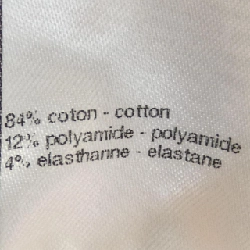 84% coton - cotton
12% polyamide - polyamide
4% elasthanne - elastane